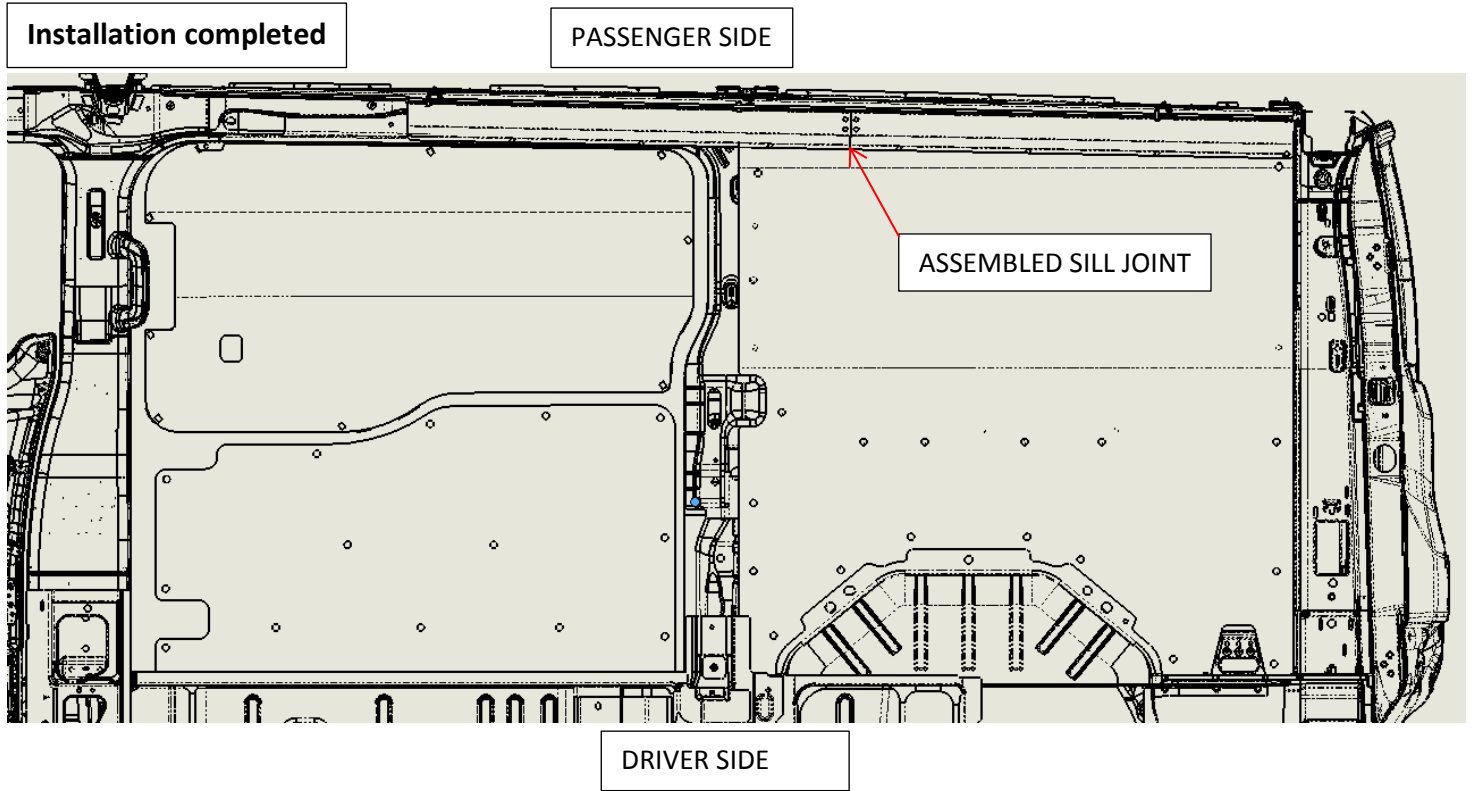 Installation completed
PASSENGER SIDE
ASSEMBLED SILL JOINT
DRIVER SIDE